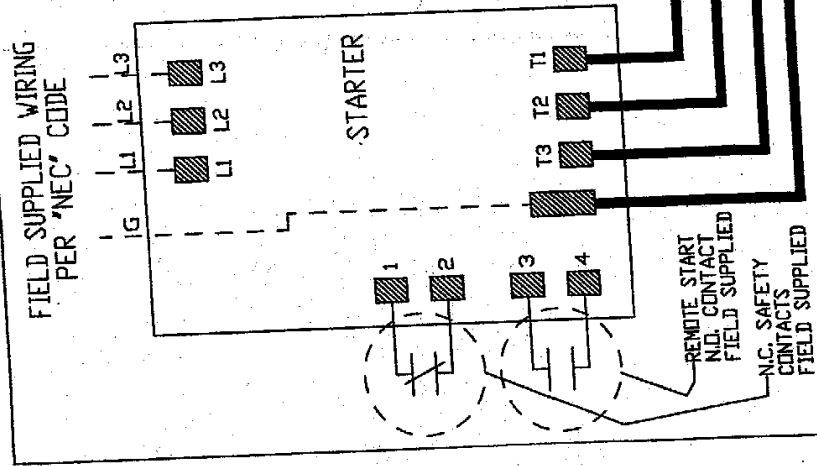 FIELD SUPPLIED WIRING
PER "NEC" CODE
L3
L2
L1
G
L3
L2
L1
STARTER
T1
T2
T3
1
2
3
4
REMOTE START
N.O. CONTACT
FIELD SUPPLIED
N.C. SAFETY
CONTACTS
FIELD SUPPLIED